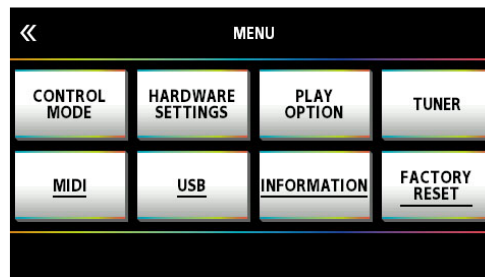 « MENU
CONTROL
MODE
HARDWARE
SETTINGS
PLAY
OPTION
TUNER
MIDI
USB
INFORMATION
FACTORY
RESET